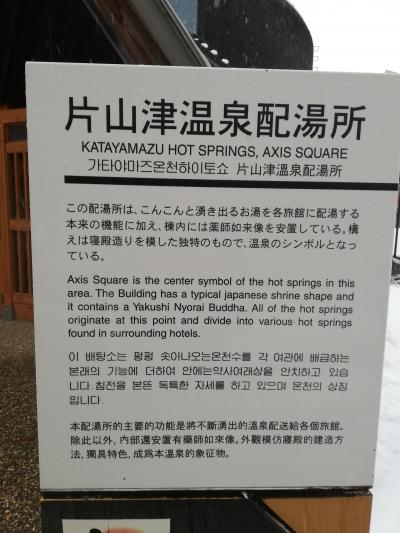 片山津溫泉配湯所
KATAYAMAZU HOT SPRINGS, AXIS SQUARE
가타야마즈온천하이토쇼 片山津溫泉配湯所
この配湯所は、こんこんと湧き出るお湯を各旅館に配湯する
本来の機能に加え、棟内には薬師如来像を安置している。構
えは寝殿造りを模した独特のもので、温泉のシンボルとなっ
ている。
Axis Square is the center symbol of the hot springs in this
area. The Building has a typical japanese shrine shape and
it contains a Yakushi Nyorai Buddha. All of the hot springs
originate at this point and divide into various hot springs
found in surrounding hotels.
이 배탕소는 펑펑 솟아나오는온천수를 각 여관에 배급하는
본래의 기능에 더하여 안에는약사여래상을 안치하고 있습
니다.침전을 본뜬 독특한 자세를 하고 있으며 온천의 상징
입니다.
本配湯所的主要的功能是將不斷湧出的溫泉配送給各個旅館。
除此以外,內部還安置有藥師如來像。外觀模仿寢殿的建造方
法,獨具特色,成爲本溫泉的象征物。